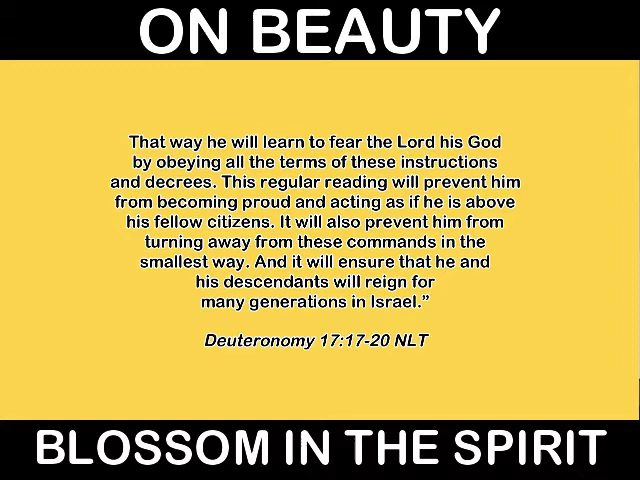 ON BEAUTY
That way he will learn to fear the Lord his God
by obeying all the terms of these instructions
and decrees. This regular reading will prevent him
from becoming proud and acting as if he is above
his fellow citizens. It will also prevent him from
turning away from these commands in the
smallest way. And it will ensure that he and
his descendants will reign for
many generations in Israel.”
Deuteronomy 17:17-20 NLT
BLOSSOM IN THE SPIRIT